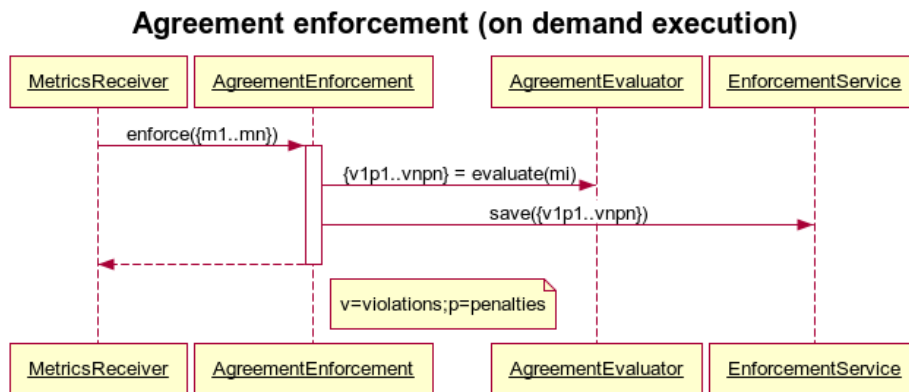 Agreement enforcement (on demand execution)
MetricsReceiver
AgreementEnforcement
AgreementEvaluator
EnforcementService
enforce({m1..mn})
{v1p1..vnpn} = evaluate(mi)
save({v1p1..vnpn})
v=violations;p=penalties
MetricsReceiver
AgreementEnforcement
AgreementEvaluator
EnforcementService